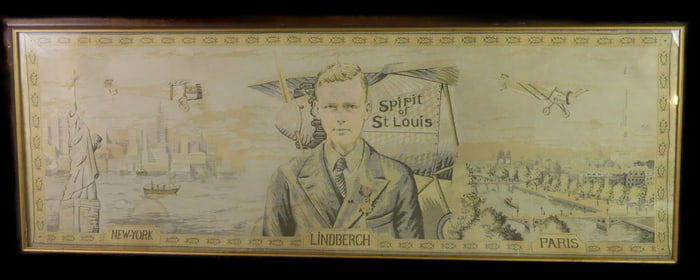 Spirit
of
St Louis
NEW-YORK
LINDBERGH
PARIS